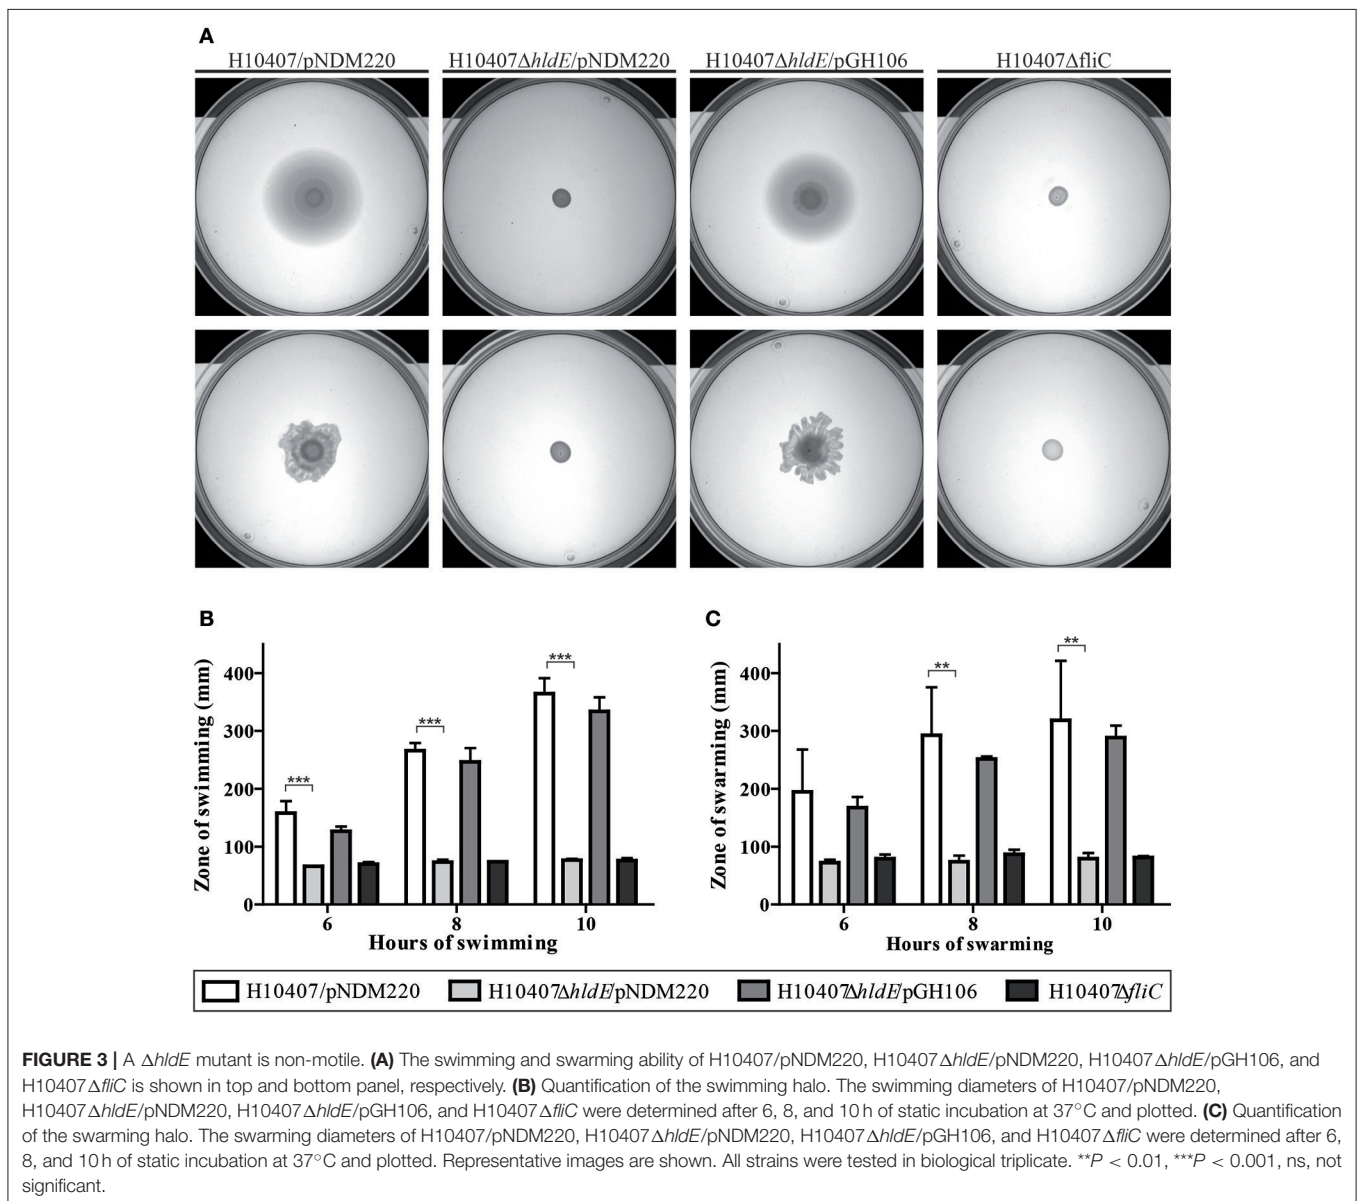 A
H10407/pNDM220 H10407ΔhldE/pNDM220 H10407ΔhldE/pGH106 H10407ΔfliC
B
Zone of swimming (mm)
400
300
200
100
0
***
***
***
6 8 10
Hours of swimming
C
Zone of swarming (mm)
400
300
200
100
0
**
**
6 8 10
Hours of swarming
H10407/pNDM220 H10407ΔhldE/pNDM220 H10407ΔhldE/pGH106 H10407ΔfliC
FIGURE 3 | A ΔhldE mutant is non-motile. (A) The swimming and swarming ability of H10407/pNDM220, H10407ΔhldE/pNDM220, H10407ΔhldE/pGH106, and
H10407ΔfliC is shown in top and bottom panel, respectively. (B) Quantification of the swimming halo. The swimming diameters of H10407/pNDM220,
H10407ΔhldE/pNDM220, H10407ΔhldE/pGH106, and H10407ΔfliC were determined after 6, 8, and 10 h of static incubation at 37°C and plotted. (C) Quantification
of the swarming halo. The swarming diameters of H10407/pNDM220, H10407ΔhldE/pNDM220, H10407ΔhldE/pGH106, and H10407ΔfliC were determined after 6,
8, and 10 h of static incubation at 37°C and plotted. Representative images are shown. All strains were tested in biological triplicate. **P < 0.01, ***P < 0.001, ns, not
significant.